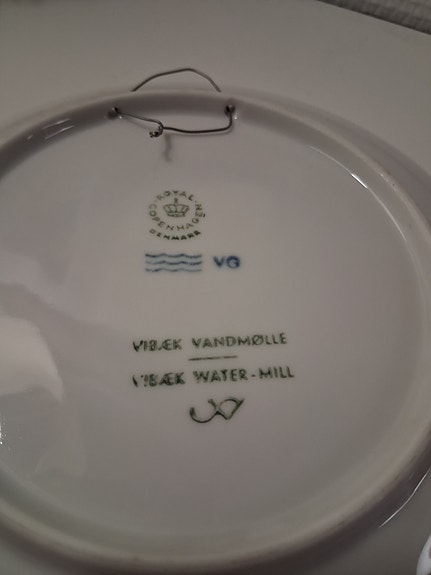 ROYAL
COPENHAGEN
DENMARK
VG
VIBÆK VANDMØLLE
VIBÆK WATER-MILL